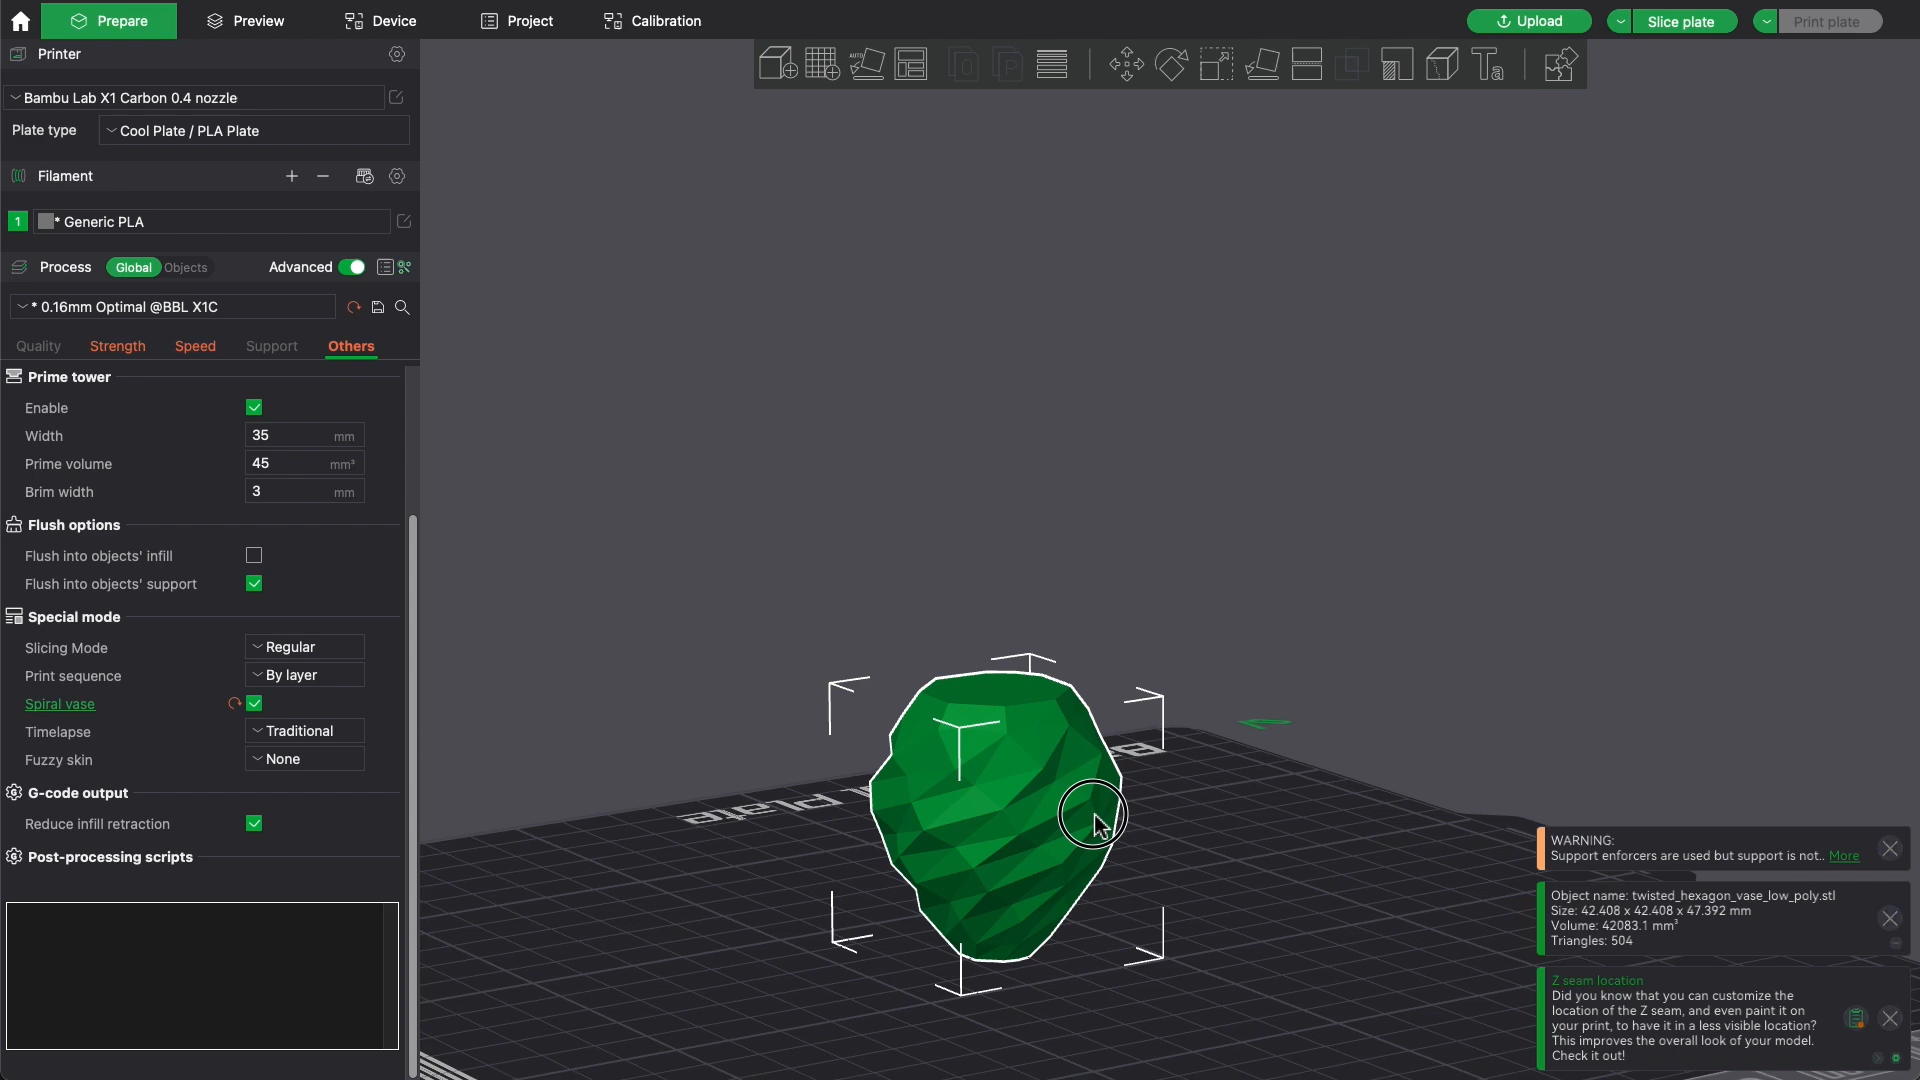 Prepare
Preview
Device
Project
Calibration
Upload
Slice plate
Print plate
Printer
Bambu Lab X1 Carbon 0.4 nozzle
Plate type
Cool Plate / PLA Plate
Filament
1
* Generic PLA
Process
Global
Objects
Advanced
* 0.16mm Optimal @BBL X1C
Quality
Strength
Speed
Support
Others
Prime tower
Enable
Width
35 mm
Prime volume
45 mm³
Brim width
3 mm
Flush options
Flush into objects' infill
Flush into objects' support
Special mode
Slicing Mode
Regular
Print sequence
By layer
Spiral vase
Timelapse
Traditional
Fuzzy skin
None
G-code output
Reduce infill retraction
Post-processing scripts
AUTO
0
P
Ta
WARNING:
Support enforcers are used but support is not.. More
Object name: twisted_hexagon_vase_low_poly.stl
Size: 42.408 x 42.408 x 47.392 mm
Volume: 42083.1 mm³
Triangles: 504
Z seam location
Did you know that you can customize the
location of the Z seam, and even paint it on
your print, to have it in a less visible location?
This improves the overall look of your model.
Check it out!